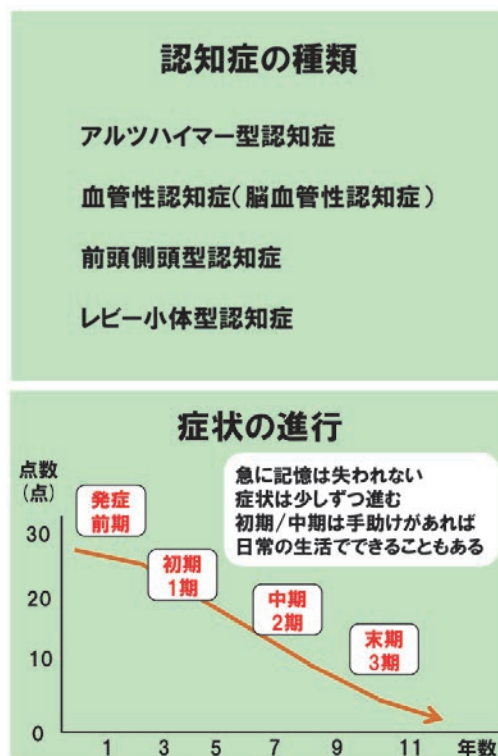 認知症の種類
アルツハイマー型認知症
血管性認知症(脳血管性認知症)
前頭側頭型認知症
レビー小体型認知症
症状の進行
点数
(点)
急に記憶は失われない
症状は少しずつ進む
初期/中期は手助けがあれば
日常の生活でできることもある
発症
前期
初期
1期
中期
2期
末期
3期
30
20
10
0
1 3 5 7 9 11 年数